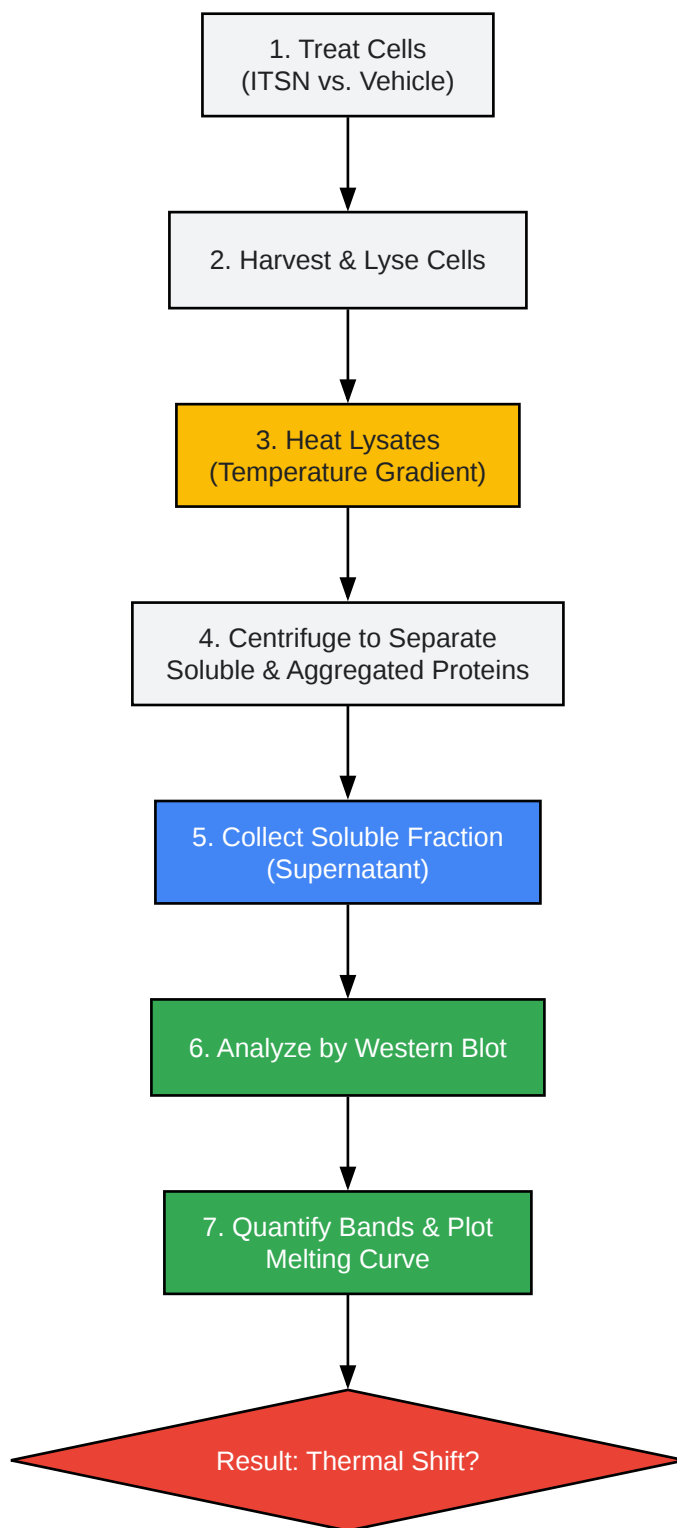 1. Treat Cells
(ITSN vs. Vehicle)
2. Harvest & Lyse Cells
3. Heat Lysates
(Temperature Gradient)
4. Centrifuge to Separate
Soluble & Aggregated Proteins
5. Collect Soluble Fraction
(Supernatant)
6. Analyze by Western Blot
7. Quantify Bands & Plot
Melting Curve
Result: Thermal Shift?